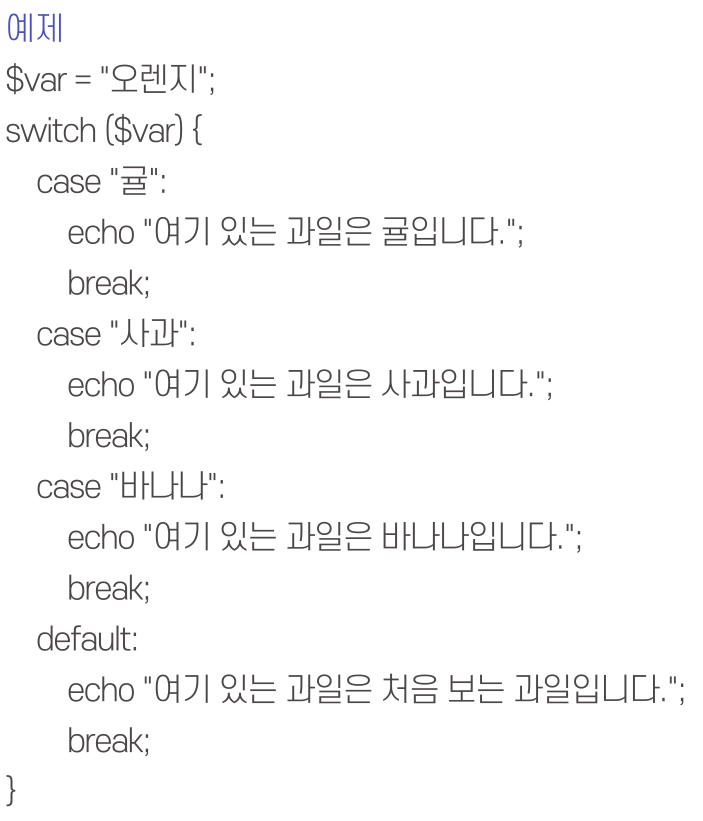 예제
$var = "오렌지";
switch ($var) {
case "귤":
echo "여기 있는 과일은 귤입니다.";
break;
case "사과":
echo "여기 있는 과일은 사과입니다.";
break;
case "바나나":
echo "여기 있는 과일은 바나나입니다.";
break;
default:
echo "여기 있는 과일은 처음 보는 과일입니다.";
break;
}